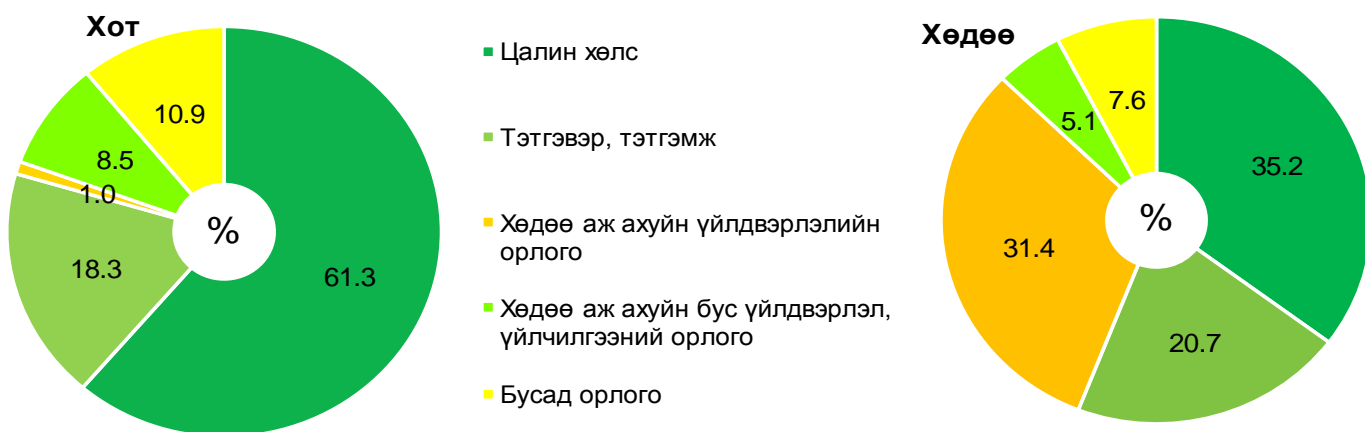 Хот
10.9
8.5
1.0
18.3
%
61.3
Цалин хөлс
Тэтгэвэр, тэтгэмж
Хөдөө аж ахуйн үйлдвэрлэлийн
орлого
Хөдөө аж ахуйн бус үйлдвэрлэл,
үйлчилгээний орлого
Бусад орлого
Хөдөө
7.6
5.1
35.2
31.4
%
20.7